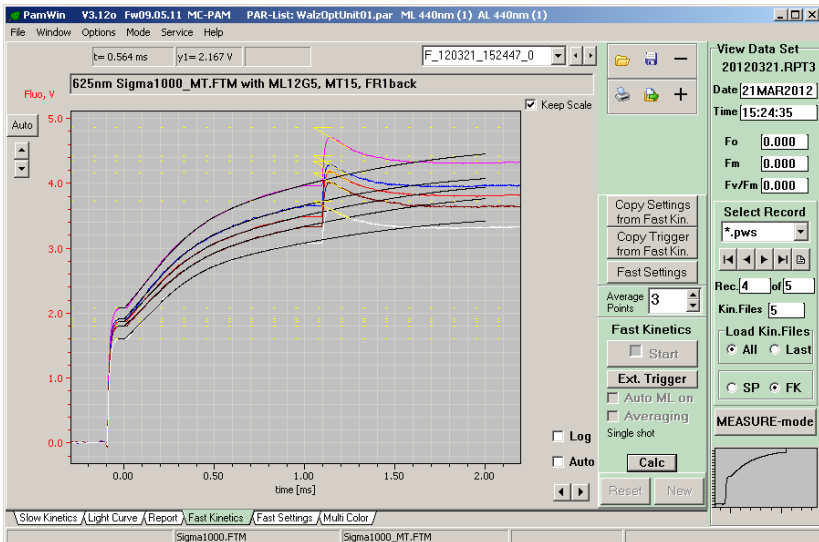 PamWin V3.12o Fw09.05.11 MC-PAM PAR-List: WalzOptUnit01.par ML 440nm (1) AL 440nm (1)
File Window Options Mode Service Help
t= 0.564 ms y1= 2.167 V F_120321_152447_0
625nm Sigma1000_MT.FTM with ML12G5, MT15, FR1back
Fluo, V
Keep Scale
Auto
5.0
4.0
3.0
2.0
1.0
0.0
0.00 0.50 1.00 1.50 2.00
time [ms]
Log
Auto
Copy Settings
from Fast Kin.
Copy Trigger
from Fast Kin.
Fast Settings
Average
Points
3
Fast Kinetics
Start
Ext. Trigger
Auto ML on
Averaging
Single shot
Calc
Reset New
View Data Set
20120321.RPT3
Date 21MAR2012
Time 15:24:35
Fo 0.000
Fm 0.000
Fv/Fm 0.000
Select Record
*.pws
Rec. 4 of 5
Kin.Files 5
Load Kin.Files
All Last
SP FK
MEASURE-mode
Slow Kinetics Light Curve Report Fast Kinetics Fast Settings Multi Color
Sigma1000.FTM Sigma1000_MT.FTM